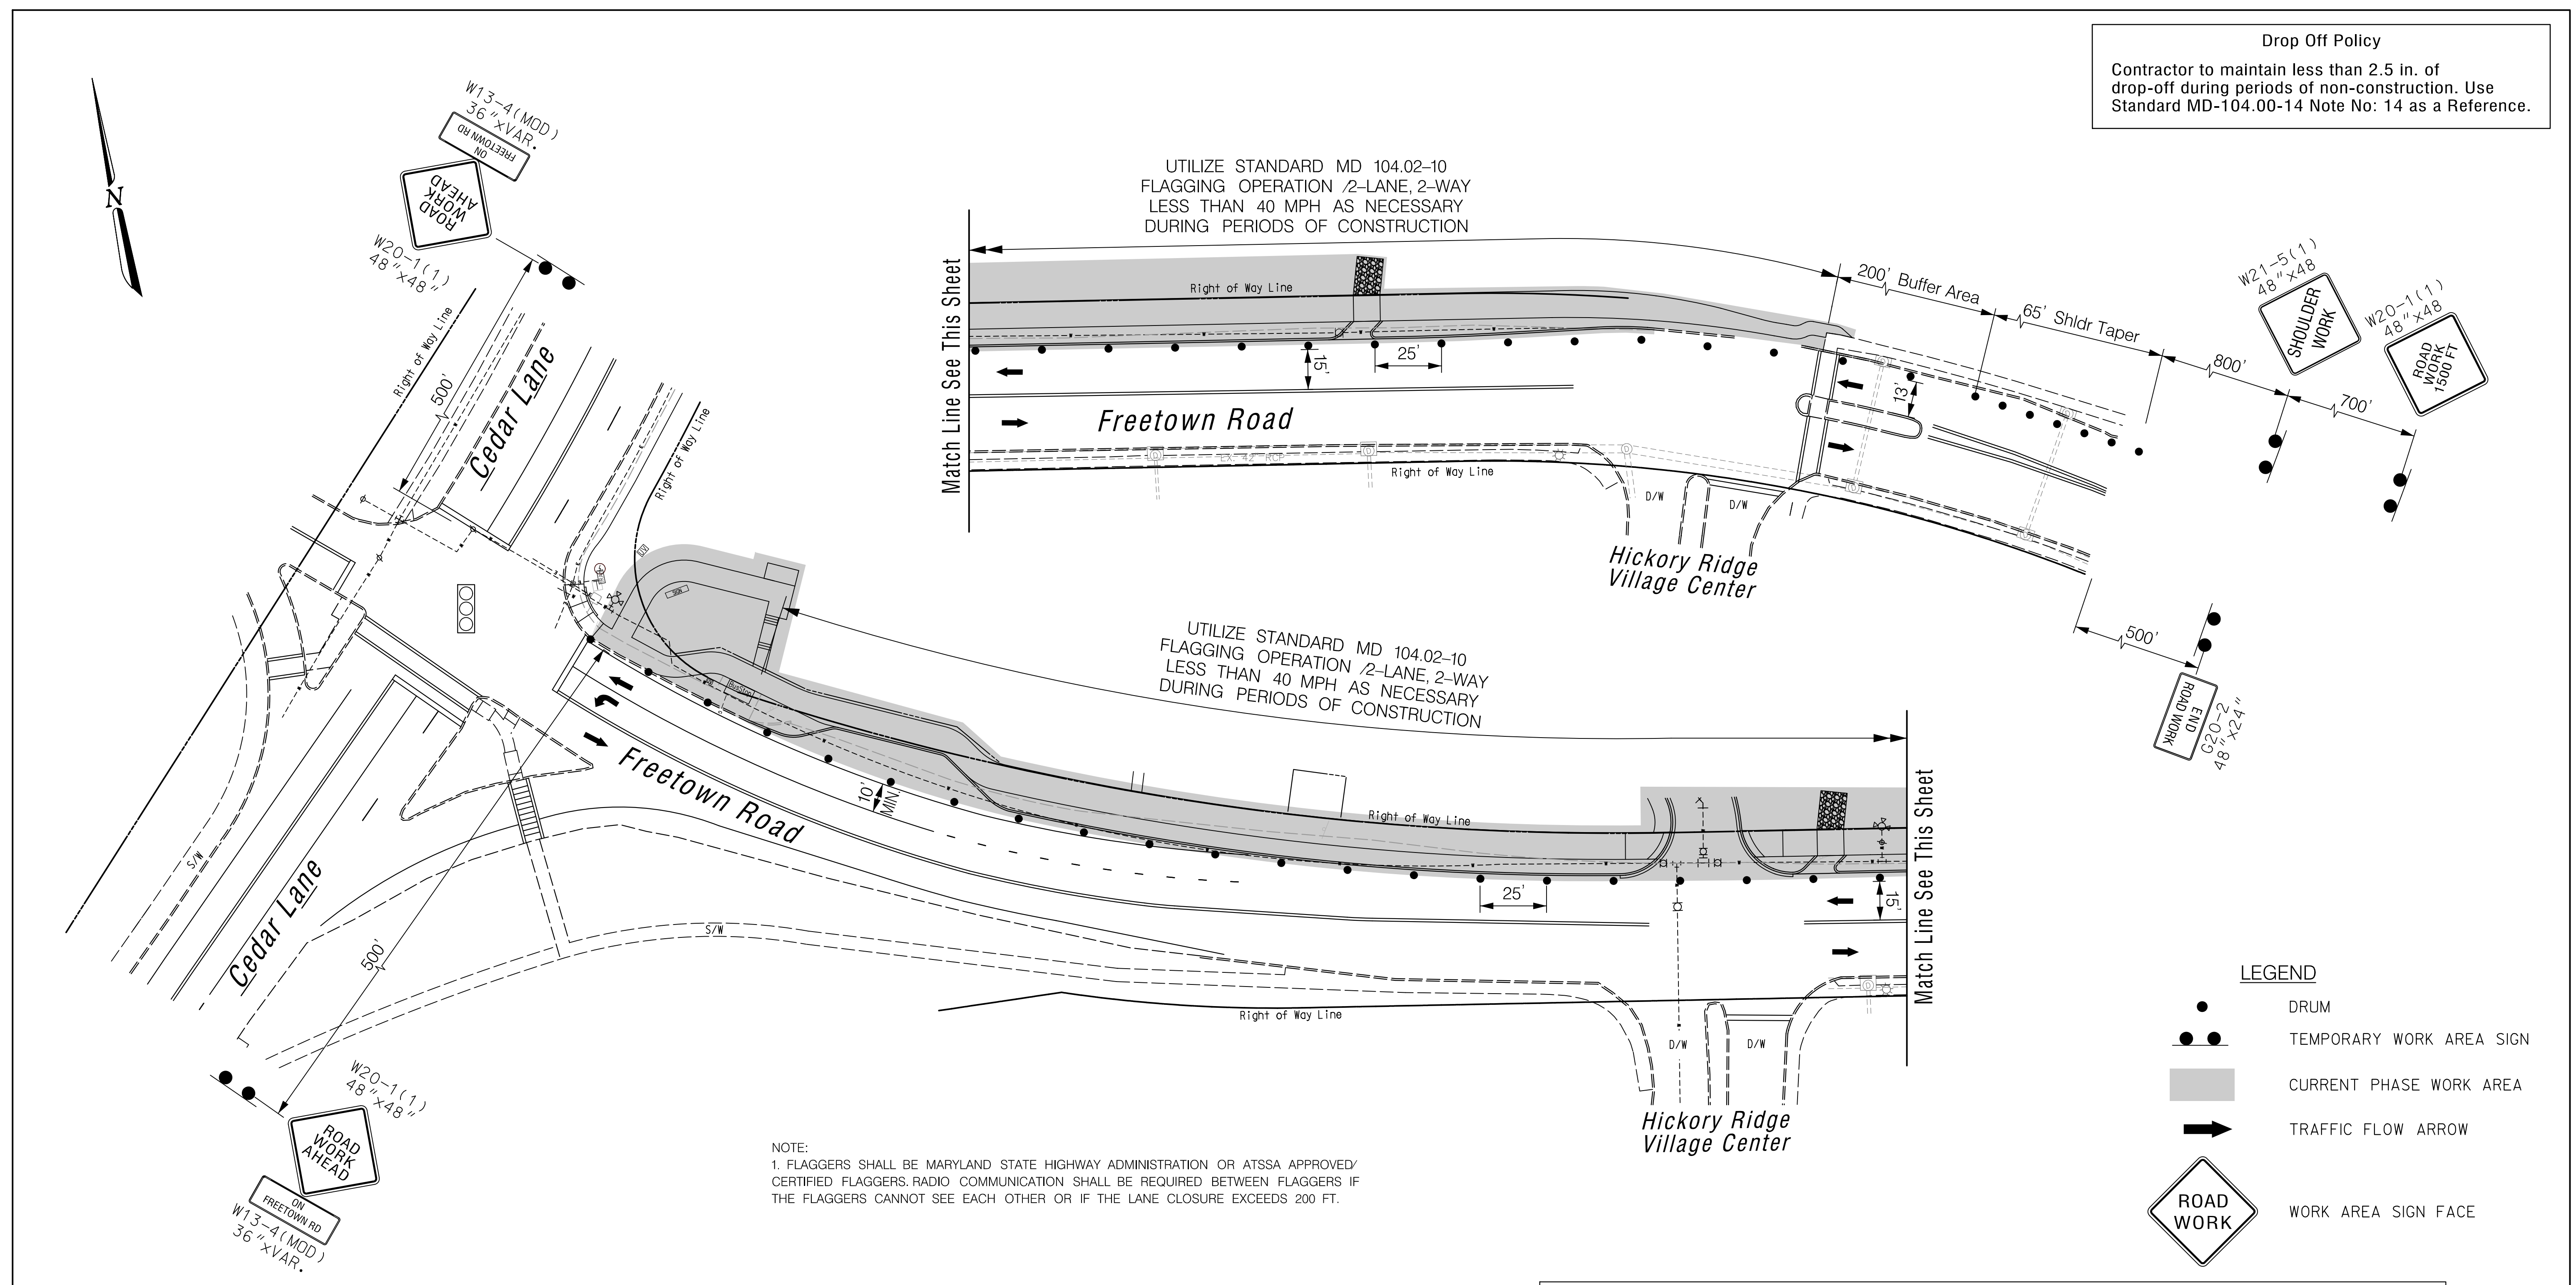 Drop Off Policy
Contractor to maintain less than 2.5 in. of
drop-off during periods of non-construction. Use
Standard MD-104.00-14 Note No: 14 as a Reference.
N
W13-4(MOD)
36"xVAR.
ON
FREETOWN RD
ROAD
WORK
AHEAD
W20-1(1)
48"x48"
500'
Right of Way Line
Cedar Lane
Right of Way Line
UTILIZE STANDARD MD 104.02-10
FLAGGING OPERATION /2-LANE, 2-WAY
LESS THAN 40 MPH AS NECESSARY
DURING PERIODS OF CONSTRUCTION
Match Line See This Sheet
Right of Way Line
15'
25'
Freetown Road
EX. 42" RCP
Right of Way Line
D/W
D/W
Hickory Ridge
Village Center
200' Buffer Area
65' Shldr Taper
13'
800'
700'
W21-5(1)
48"x48
SHOULDER
WORK
W20-1(1)
48"x48
ROAD
WORK
1500 FT
500'
END
ROAD WORK
G20-2
48"x24"
UTILIZE STANDARD MD 104.02-10
FLAGGING OPERATION /2-LANE, 2-WAY
LESS THAN 40 MPH AS NECESSARY
DURING PERIODS OF CONSTRUCTION
SIGN
BusStop
Freetown Road
10'
MIN.
Right of Way Line
25'
15'
Match Line See This Sheet
S/W
Cedar Lane
500'
S/W
Right of Way Line
D/W
D/W
Hickory Ridge
Village Center
W20-1(1)
48"x48"
ROAD
WORK
AHEAD
ON
FREETOWN RD
W13-4(MOD)
36"xVAR.
NOTE:
1. FLAGGERS SHALL BE MARYLAND STATE HIGHWAY ADMINISTRATION OR ATSSA APPROVED/
CERTIFIED FLAGGERS. RADIO COMMUNICATION SHALL BE REQUIRED BETWEEN FLAGGERS IF
THE FLAGGERS CANNOT SEE EACH OTHER OR IF THE LANE CLOSURE EXCEEDS 200 FT.
LEGEND
DRUM
TEMPORARY WORK AREA SIGN
CURRENT PHASE WORK AREA
TRAFFIC FLOW ARROW
ROAD
WORK
WORK AREA SIGN FACE